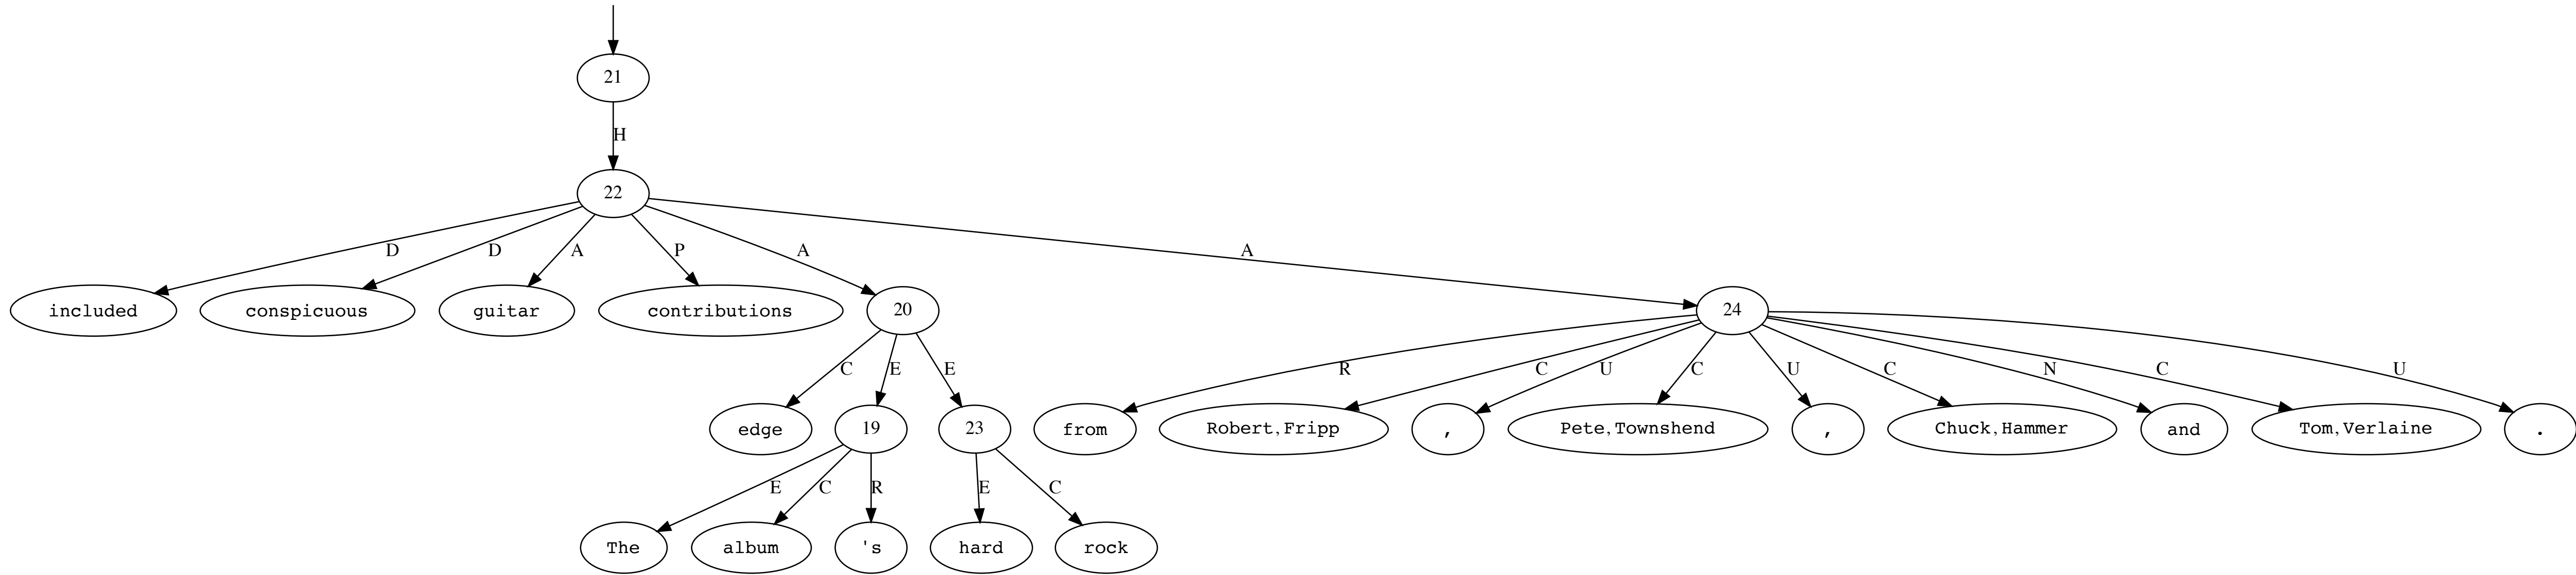 21
H
22
D D A P A A
included conspicuous guitar contributions 20 24
C E E R C U C U C N C U
edge 19 23 from Robert,Fripp , Pete,Townshend , Chuck,Hammer and Tom,Verlaine .
E C R E C
The album 's hard rock